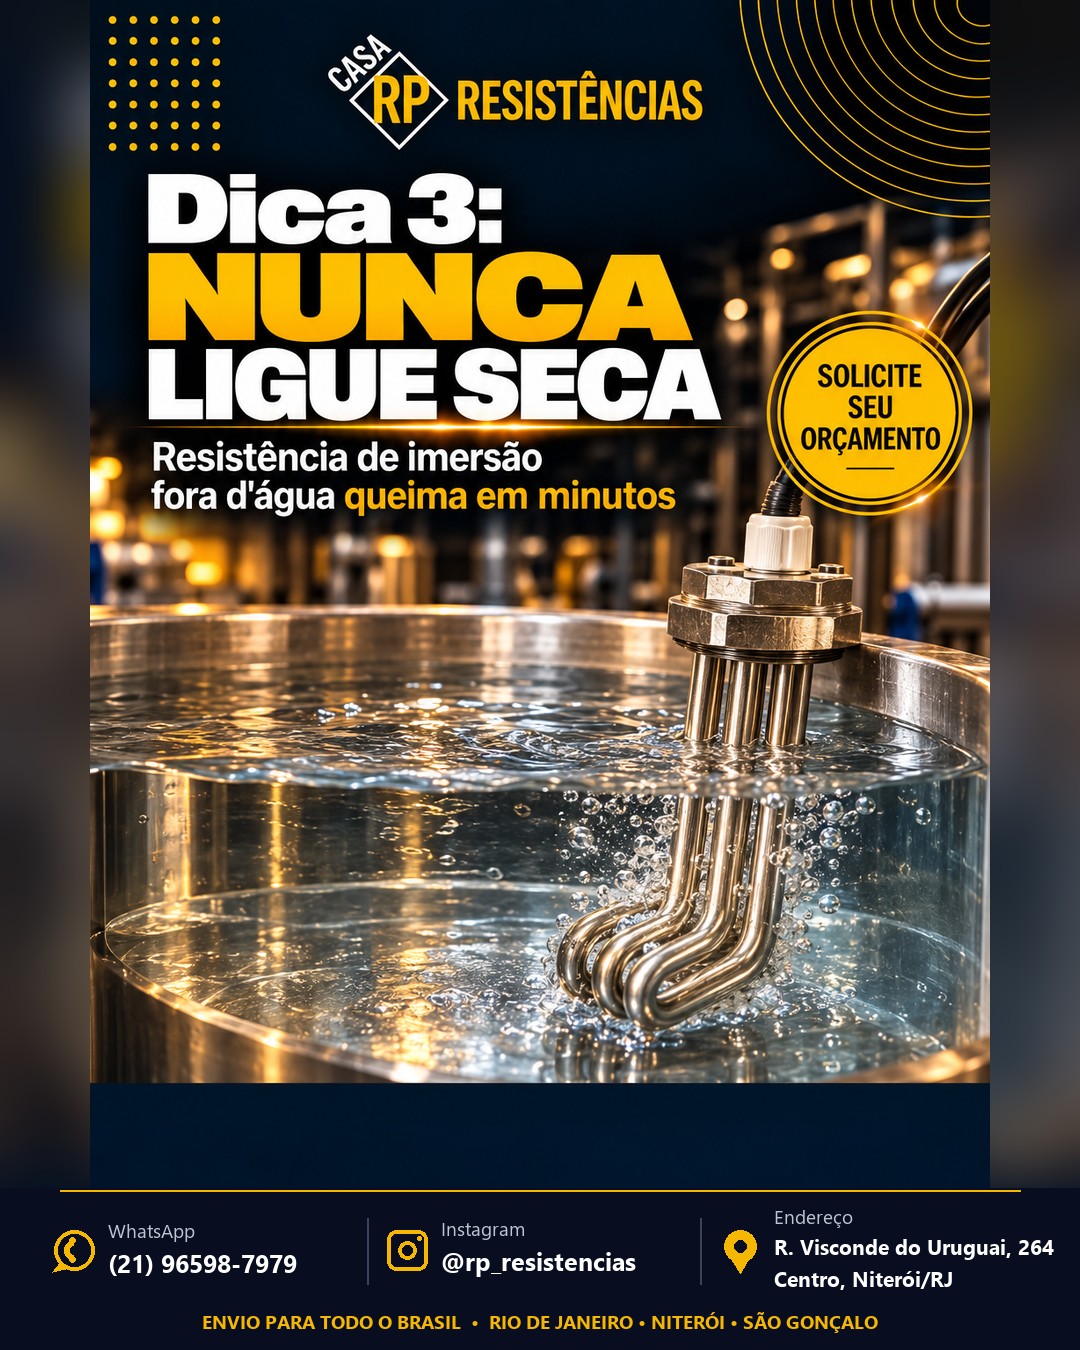 CASA
RP RESISTÊNCIAS
Dica 3:
NUNCA
LIGUE SECA
Resistência de imersão
fora d'água queima em minutos
SOLICITE
SEU
ORÇAMENTO
WhatsApp
(21) 96598-7979
Instagram
@rp_resistencias
Endereço
R. Visconde do Uruguai, 264
Centro, Niterói/RJ
ENVIO PARA TODO O BRASIL • RIO DE JANEIRO • NITERÓI • SÃO GONÇALO